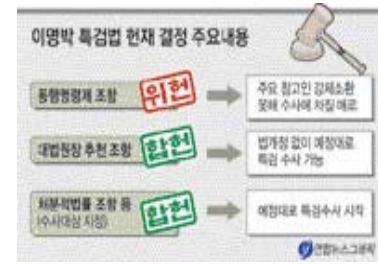 이명박 특검법 헌재 결정 주요내용
동행명령제 조항
위헌
주요 참고인 강제소환
못해 수사에 차질 예로
대법원장 추천 조항
합헌
법개정 없이 예정대로
특검 수사 가능
처분적법률 조항 등
(수사대상 지정)
합헌
예정대로 특검수사 시작
연합뉴스그래픽